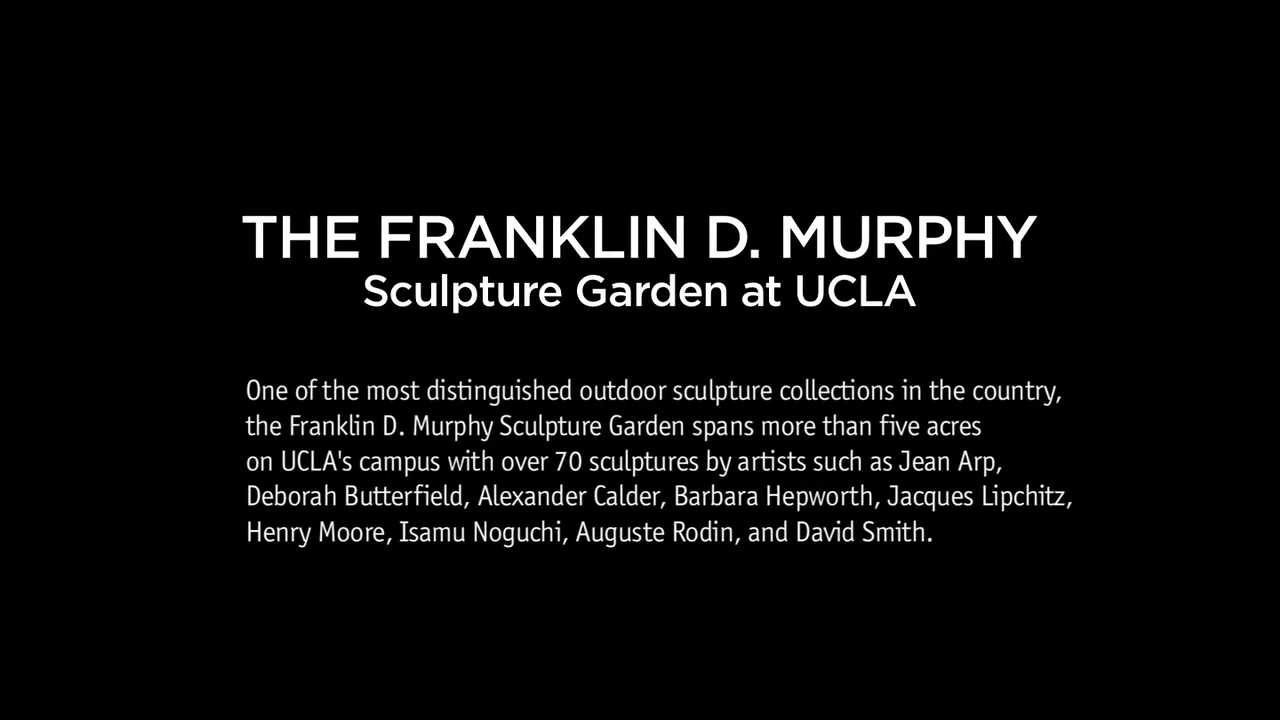 THE FRANKLIN D. MURPHY
Sculpture Garden at UCLA
One of the most distinguished outdoor sculpture collections in the country,
the Franklin D. Murphy Sculpture Garden spans more than five acres
on UCLA's campus with over 70 sculptures by artists such as Jean Arp,
Deborah Butterfield, Alexander Calder, Barbara Hepworth, Jacques Lipchitz,
Henry Moore, Isamu Noguchi, Auguste Rodin, and David Smith.